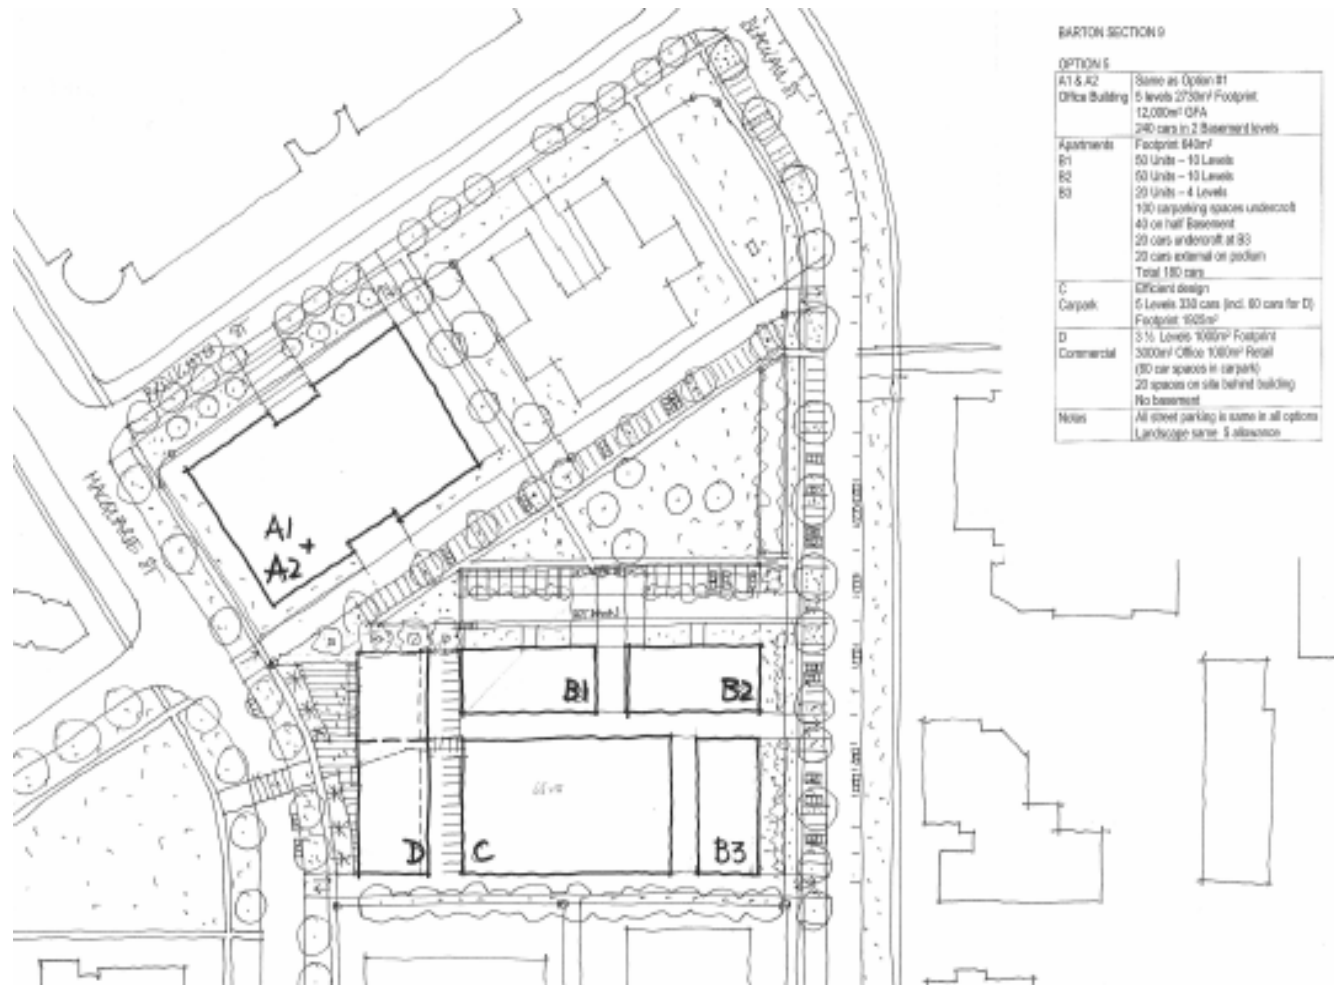 BARTON SECTION 9
OPTION 5
A1 & A2 Same as Option #1
Office Building 5 levels 2730m² Footprint
12,000m² GFA
240 cars in 2 Basement levels
Apartments Footprint 640m²
B1 50 Units – 10 Levels
B2 50 Units – 10 Levels
B3 20 Units – 4 Levels
100 carparking spaces undercroft
40 on half Basement
20 cars undercroft at B3
20 cars external on podium
Total 180 cars
C Efficient design
Carpark 5 Levels 330 cars (incl. 60 cars for D)
Footprint 1925m²
D 3 ½ Levels 1000m² Footprint
Commercial 3000m² Office 1000m² Retail
(60 car spaces in carpark)
20 spaces on site behind building
No basement
Notes All street parking is same in all options
Landscape same $ allowance
A1 +
A2
B1
B2
D
C
B3